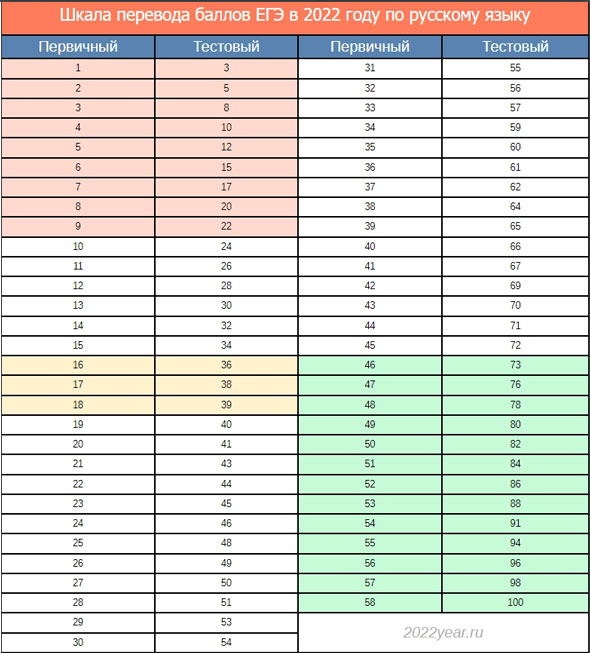 Шкала перевода баллов ЕГЭ в 2022 году по русскому языку
Первичный Тестовый Первичный Тестовый
1 3 31 55
2 5 32 56
3 8 33 57
4 10 34 59
5 12 35 60
6 15 36 61
7 17 37 62
8 20 38 64
9 22 39 65
10 24 40 66
11 26 41 67
12 28 42 69
13 30 43 70
14 32 44 71
15 34 45 72
16 36 46 73
17 38 47 76
18 39 48 78
19 40 49 80
20 41 50 82
21 43 51 84
22 44 52 86
23 45 53 88
24 46 54 91
25 48 55 94
26 49 56 96
27 50 57 98
28 51 58 100
29 53
30 54
2022year.ru